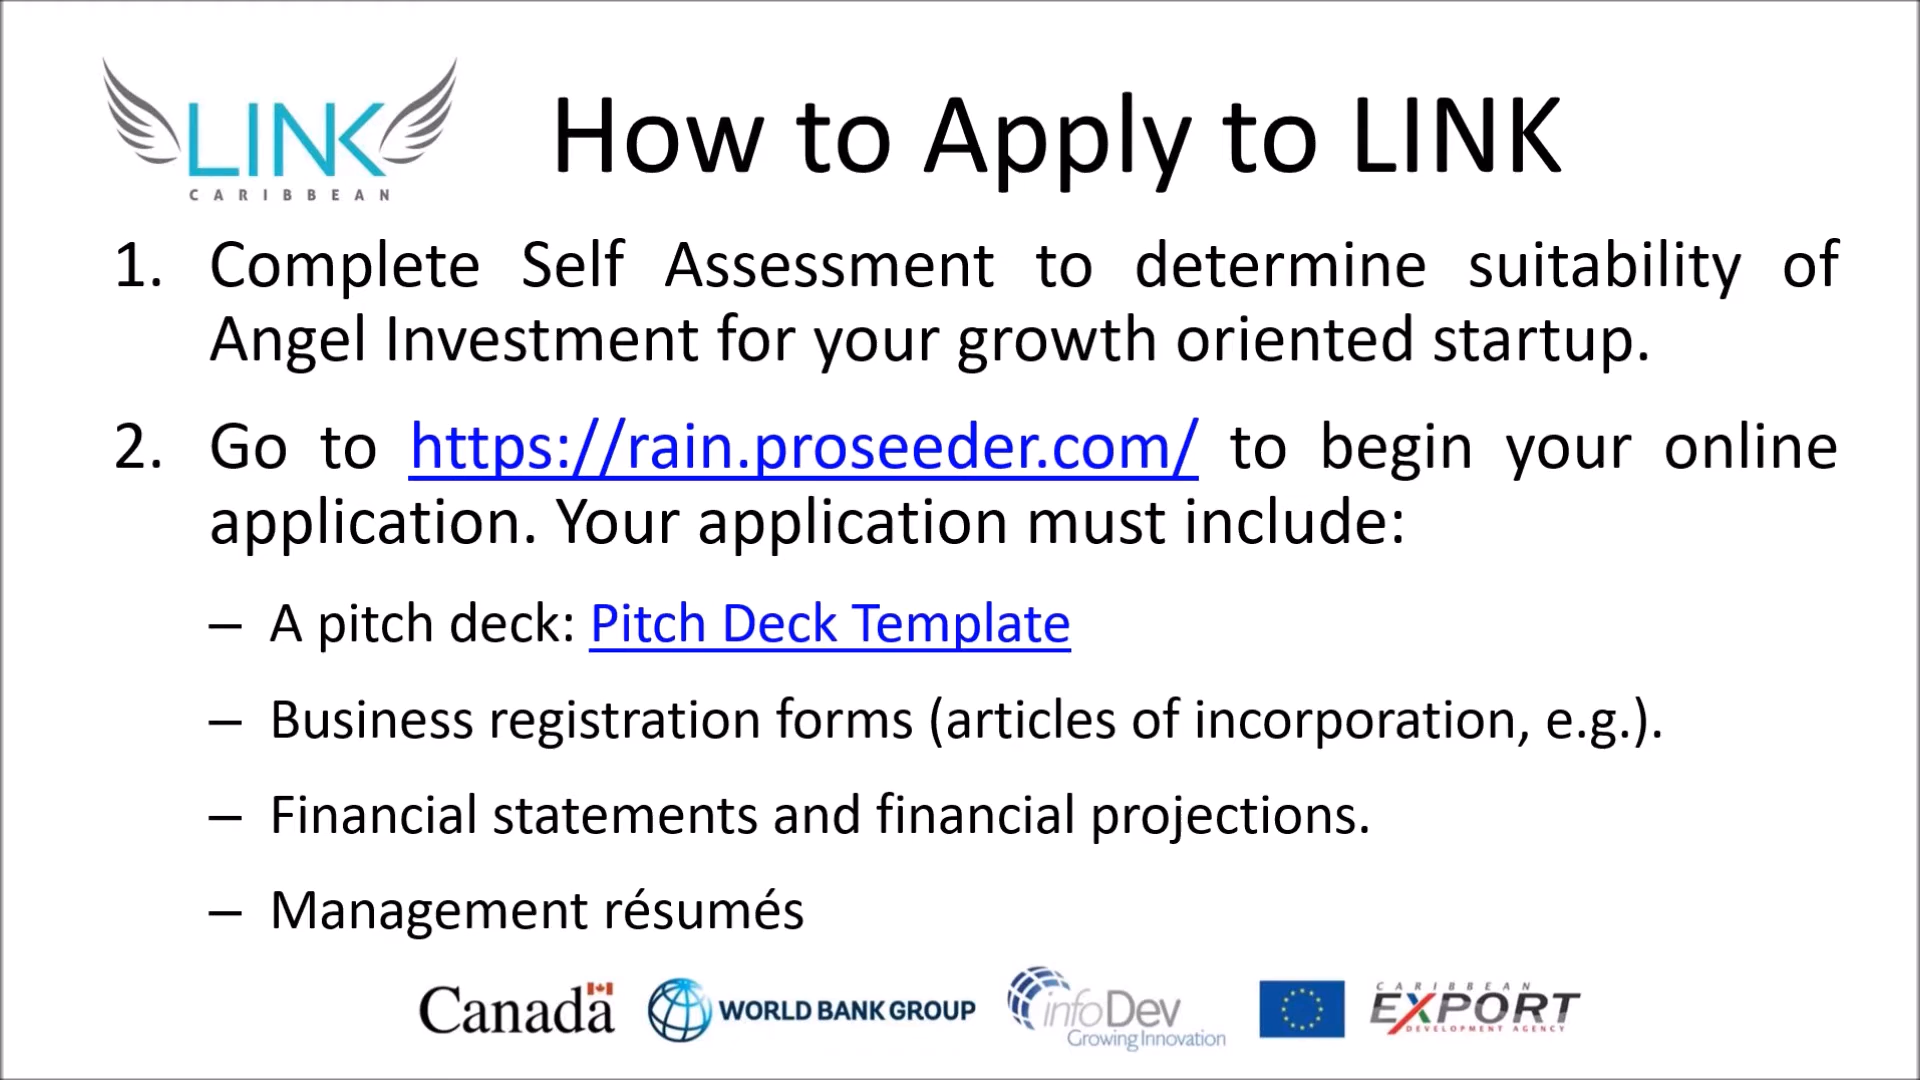 LINK
CARIBBEAN
How to Apply to LINK
1. Complete Self Assessment to determine suitability of
Angel Investment for your growth oriented startup.
2. Go to https://rain.proseeder.com/ to begin your online
application. Your application must include:
– A pitch deck: Pitch Deck Template
– Business registration forms (articles of incorporation, e.g.).
– Financial statements and financial projections.
– Management résumés
Canada
WORLD BANK GROUP
infoDev
Growing Innovation
CARIBBEAN
EXPORT
DEVELOPMENT AGENCY